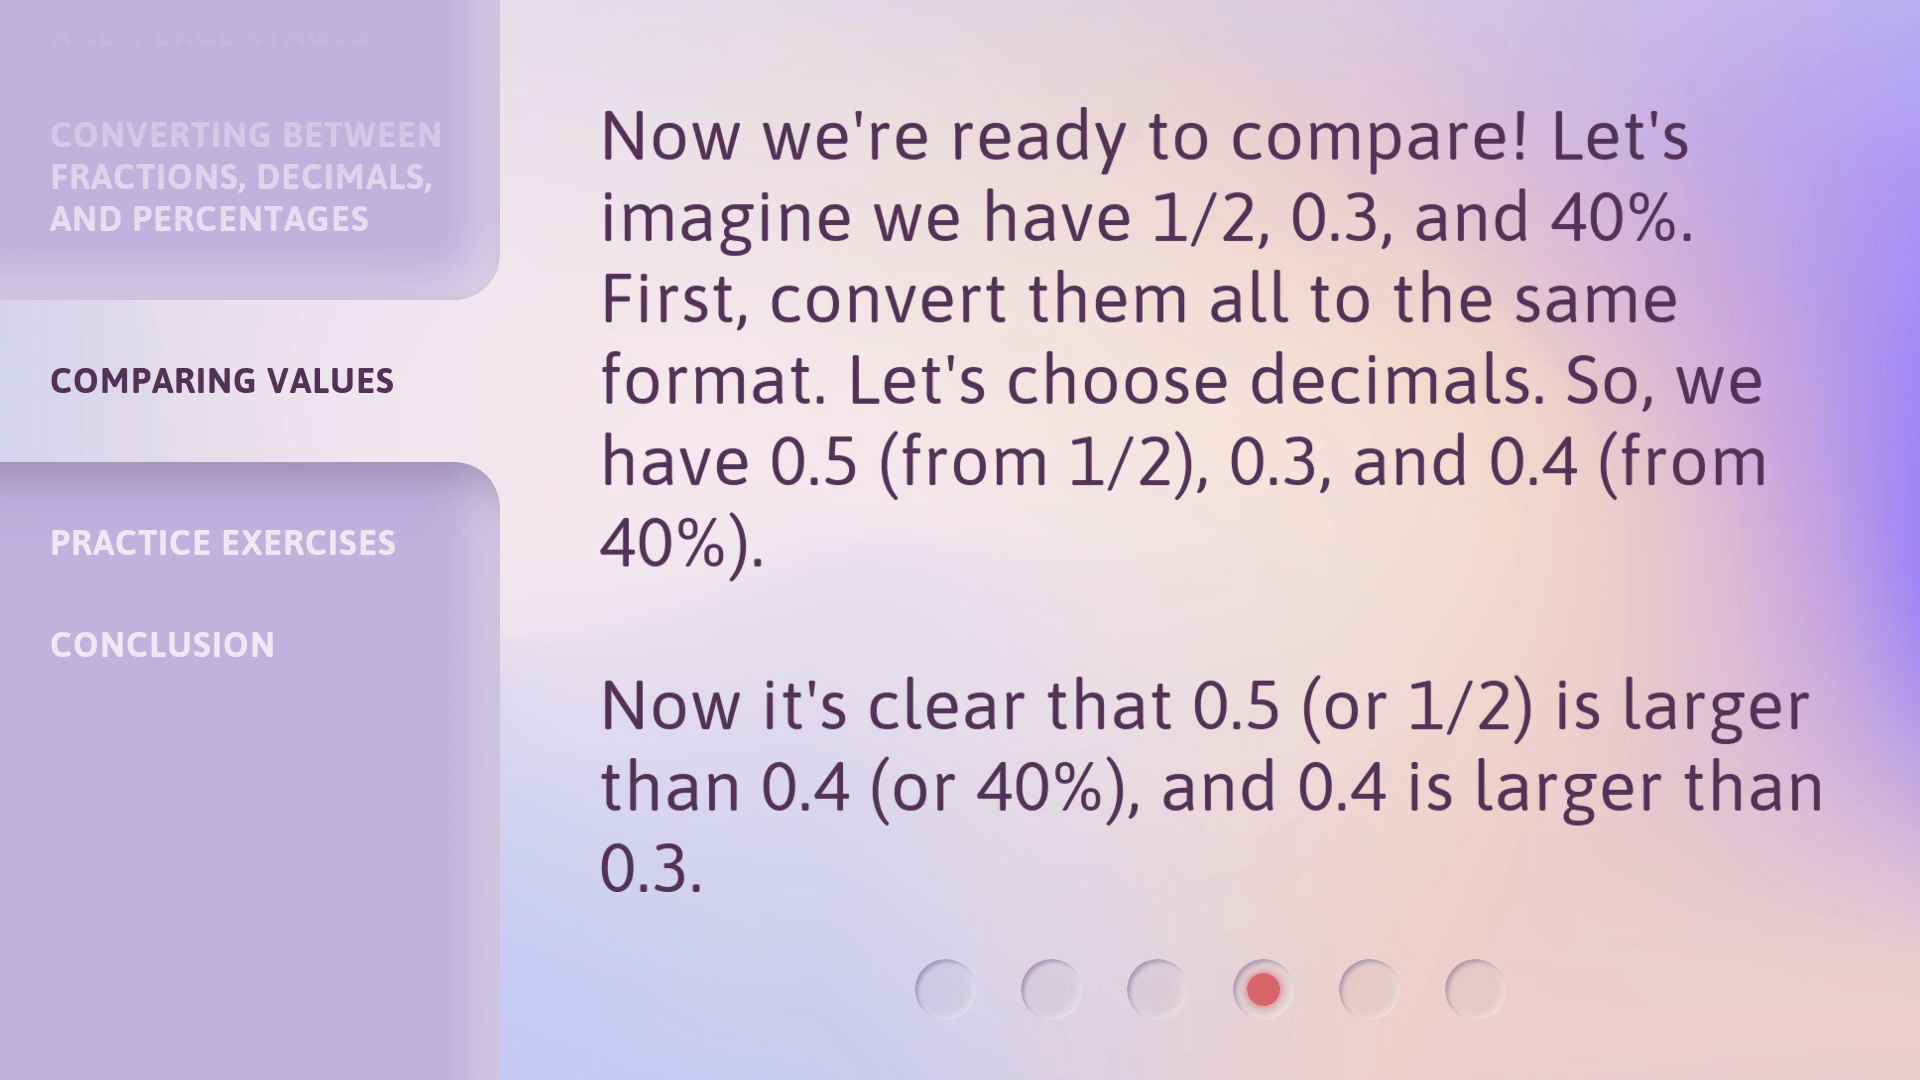 AND PERCENTAGES
CONVERTING BETWEEN
FRACTIONS, DECIMALS,
AND PERCENTAGES
COMPARING VALUES
PRACTICE EXERCISES
CONCLUSION
Now we're ready to compare! Let's
imagine we have 1/2, 0.3, and 40%.
First, convert them all to the same
format. Let's choose decimals. So, we
have 0.5 (from 1/2), 0.3, and 0.4 (from
40%).
Now it's clear that 0.5 (or 1/2) is larger
than 0.4 (or 40%), and 0.4 is larger than
0.3.